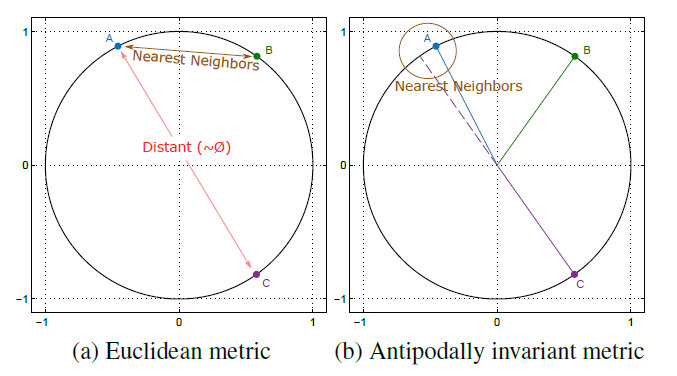 1
0
−1
−1
0
1
A
B
C
Nearest Neighbors
Distant (~Ø)
(a) Euclidean metric
1
0
−1
−1
0
1
A
B
C
Nearest Neighbors
(b) Antipodally invariant metric